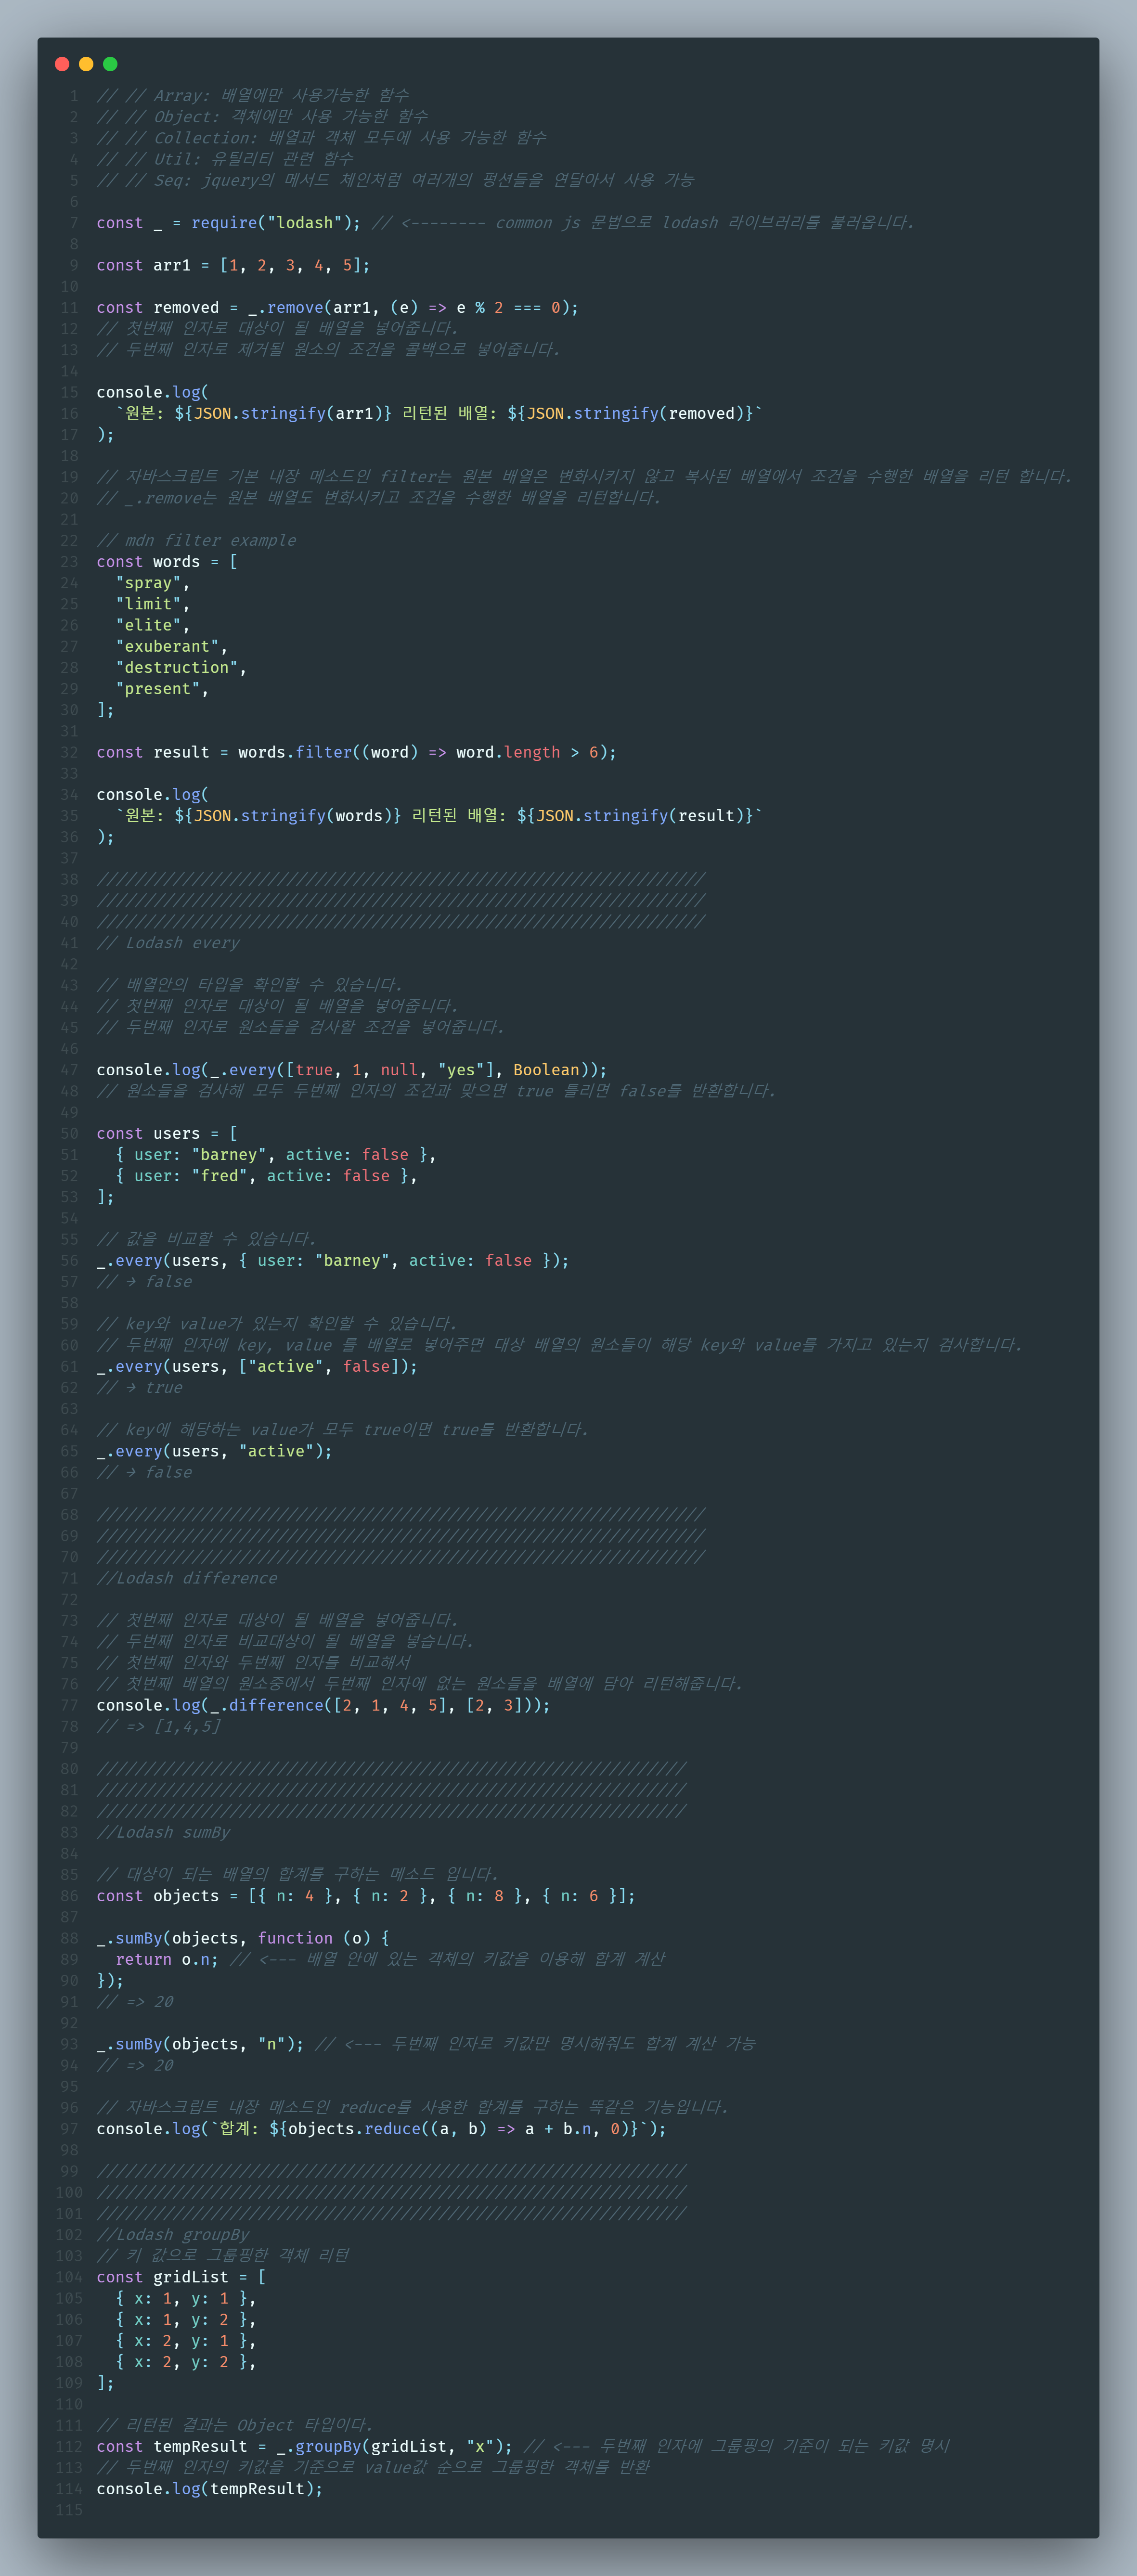 1 // // Array: 배열에만 사용가능한 함수
2 // // Object: 객체에만 사용 가능한 함수
3 // // Collection: 배열과 객체 모두에 사용 가능한 함수
4 // // Util: 유틸리티 관련 함수
5 // // Seq: jquery의 메서드 체인처럼 여러개의 펑션들을 연달아서 사용 가능
6
7 const _ = require("lodash"); // <-------- common js 문법으로 lodash 라이브러리를 불러옵니다.
8
9 const arr1 = [1, 2, 3, 4, 5];
10
11 const removed = _.remove(arr1, (e) => e % 2 === 0);
12 // 첫번째 인자로 대상이 될 배열을 넣어줍니다.
13 // 두번째 인자로 제거될 원소의 조건을 콜백으로 넣어줍니다.
14
15 console.log(
16   `원본: ${JSON.stringify(arr1)} 리턴된 배열: ${JSON.stringify(removed)}`
17 );
18
19 // 자바스크립트 기본 내장 메소드인 filter는 원본 배열은 변화시키지 않고 복사된 배열에서 조건을 수행한 배열을 리턴 합니다.
20 // _.remove는 원본 배열도 변화시키고 조건을 수행한 배열을 리턴합니다.
21
22 // mdn filter example
23 const words = [
24   "spray",
25   "limit",
26   "elite",
27   "exuberant",
28   "destruction",
29   "present",
30 ];
31
32 const result = words.filter((word) => word.length > 6);
33
34 console.log(
35   `원본: ${JSON.stringify(words)} 리턴된 배열: ${JSON.stringify(result)}`
36 );
37
38 ////////////////////////////////////////////////////////////////
39 ////////////////////////////////////////////////////////////////
40 ////////////////////////////////////////////////////////////////
41 // Lodash every
42
43 // 배열안의 타입을 확인할 수 있습니다.
44 // 첫번째 인자로 대상이 될 배열을 넣어줍니다.
45 // 두번째 인자로 원소들을 검사할 조건을 넣어줍니다.
46
47 console.log(_.every([true, 1, null, "yes"], Boolean));
48 // 원소들을 검사해 모두 두번째 인자의 조건과 맞으면 true 틀리면 false를 반환합니다.
49
50 const users = [
51   { user: "barney", active: false },
52   { user: "fred", active: false },
53 ];
54
55 // 값을 비교할 수 있습니다.
56 _.every(users, { user: "barney", active: false });
57 // → false
58
59 // key와 value가 있는지 확인할 수 있습니다.
60 // 두번째 인자에 key, value 를 배열로 넣어주면 대상 배열의 원소들이 해당 key와 value를 가지고 있는지 검사합니다.
61 _.every(users, ["active", false]);
62 // → true
63
64 // key에 해당하는 value가 모두 true이면 true를 반환합니다.
65 _.every(users, "active");
66 // → false
67
68 ////////////////////////////////////////////////////////////////
69 ////////////////////////////////////////////////////////////////
70 ////////////////////////////////////////////////////////////////
71 //Lodash difference
72
73 // 첫번째 인자로 대상이 될 배열을 넣어줍니다.
74 // 두번째 인자로 비교대상이 될 배열을 넣습니다.
75 // 첫번째 인자와 두번째 인자를 비교해서
76 // 첫번째 배열의 원소중에서 두번째 인자에 없는 원소들을 배열에 담아 리턴해줍니다.
77 console.log(_.difference([2, 1, 4, 5], [2, 3]));
78 // => [1,4,5]
79
80 //////////////////////////////////////////////////////////////
81 //////////////////////////////////////////////////////////////
82 //////////////////////////////////////////////////////////////
83 //Lodash sumBy
84
85 // 대상이 되는 배열의 합계를 구하는 메소드 입니다.
86 const objects = [{ n: 4 }, { n: 2 }, { n: 8 }, { n: 6 }];
87
88 _.sumBy(objects, function (o) {
89   return o.n; // <--- 배열 안에 있는 객체의 키값을 이용해 합계 계산
90 });
91 // => 20
92
93 _.sumBy(objects, "n"); // <--- 두번째 인자로 키값만 명시해줘도 합계 계산 가능
94 // => 20
95
96 // 자바스크립트 내장 메소드인 reduce를 사용한 합계를 구하는 똑같은 기능입니다.
97 console.log(`합계: ${objects.reduce((a, b) => a + b.n, 0)}`);
98
99 //////////////////////////////////////////////////////////////
100 //////////////////////////////////////////////////////////////
101 //////////////////////////////////////////////////////////////
102 //Lodash groupBy
103 // 키 값으로 그룹핑한 객체 리턴
104 const gridList = [
105   { x: 1, y: 1 },
106   { x: 1, y: 2 },
107   { x: 2, y: 1 },
108   { x: 2, y: 2 },
109 ];
110
111 // 리턴된 결과는 Object 타입이다.
112 const tempResult = _.groupBy(gridList, "x"); // <--- 두번째 인자에 그룹핑의 기준이 되는 키값 명시
113 // 두번째 인자의 키값을 기준으로 value값 순으로 그룹핑한 객체를 반환
114 console.log(tempResult);
115